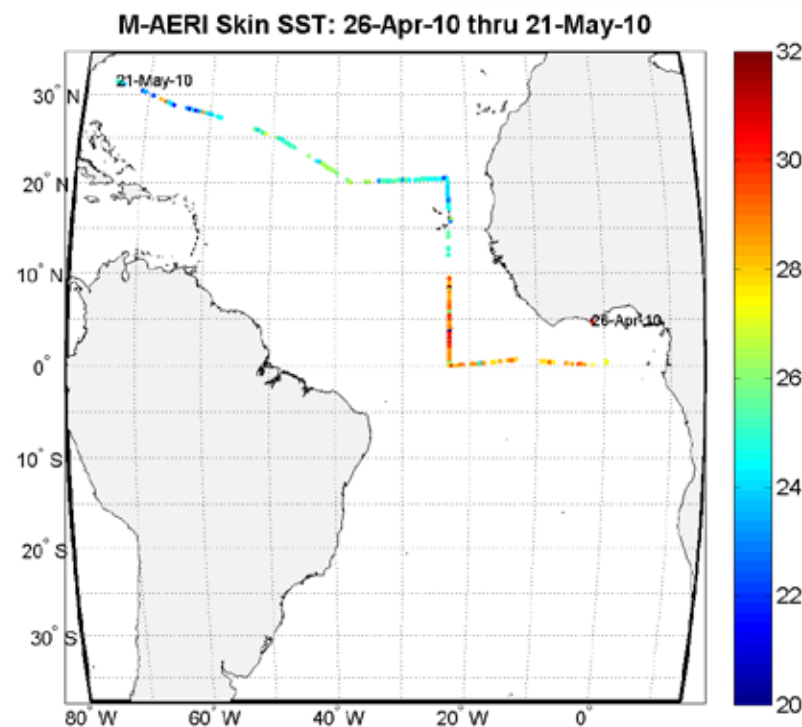 M-AERI Skin SST: 26-Apr-10 thru 21-May-10
21-May-10
26-Apr-10
30° N
20° N
10° N
0°
10° S
20° S
30° S
80° W
60° W
40° W
20° W
0°
32
30
28
26
24
22
20